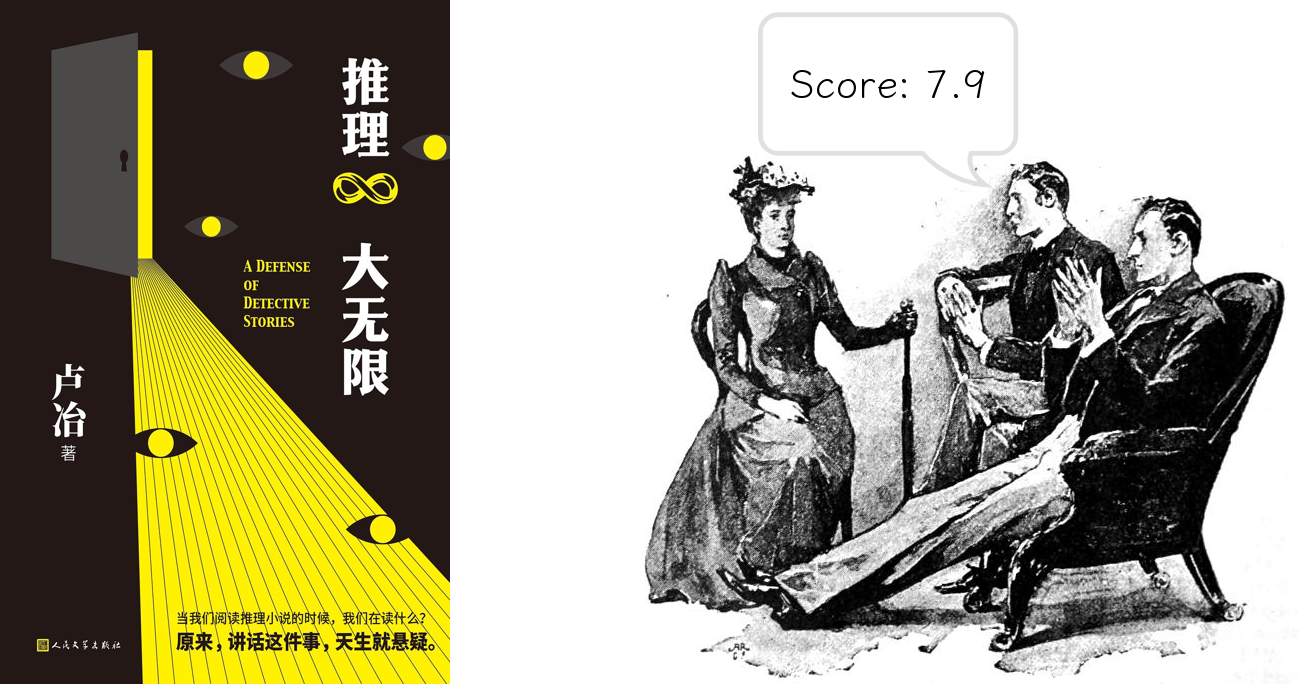 推理
大无限
A DEFENSE
OF
DETECTIVE
STORIES
卢冶
著
当我们阅读推理小说的时候，我们在读什么？
原来，讲话这件事，天生就悬疑。
人民文学出版社
Score: 7.9